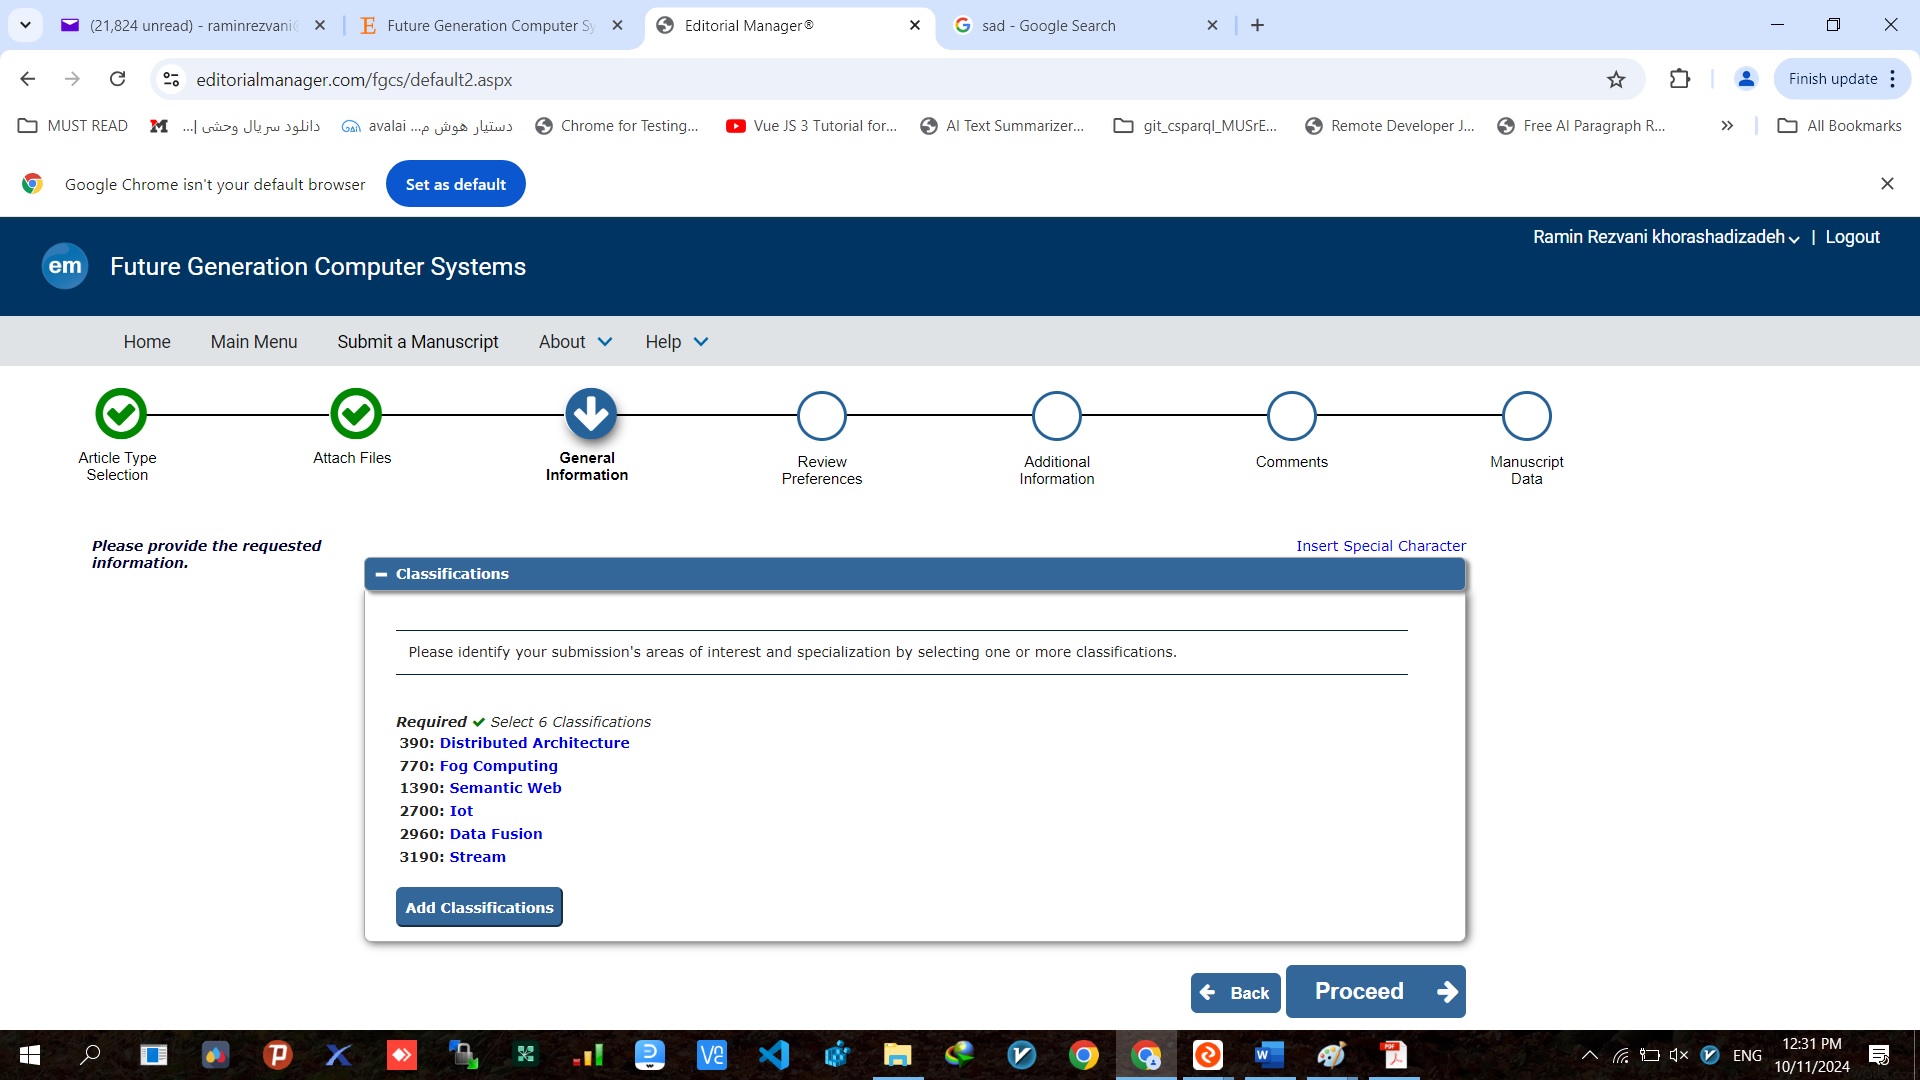 (21,824 unread) - raminrezvani
Future Generation Computer Sy
Editorial Manager®
sad - Google Search
editorialmanager.com/fgcs/default2.aspx
Finish update
MUST READ
دانلود سریال وحشی |...
avalai دستیار هوش م...
Chrome for Testing...
Vue JS 3 Tutorial for...
AI Text Summarizer...
git_csparql_MUSrE...
Remote Developer J...
Free AI Paragraph R...
All Bookmarks
Google Chrome isn't your default browser
Set as default
Ramin Rezvani khorashadizadeh | Logout
em
Future Generation Computer Systems
Home
Main Menu
Submit a Manuscript
About
Help
Article Type
Selection
Attach Files
General
Information
Review
Preferences
Additional
Information
Comments
Manuscript
Data
Please provide the requested
information.
Insert Special Character
Classifications
Please identify your submission's areas of interest and specialization by selecting one or more classifications.
Required Select 6 Classifications
390: Distributed Architecture
770: Fog Computing
1390: Semantic Web
2700: Iot
2960: Data Fusion
3190: Stream
Add Classifications
Back
Proceed
ENG
12:31 PM
10/11/2024